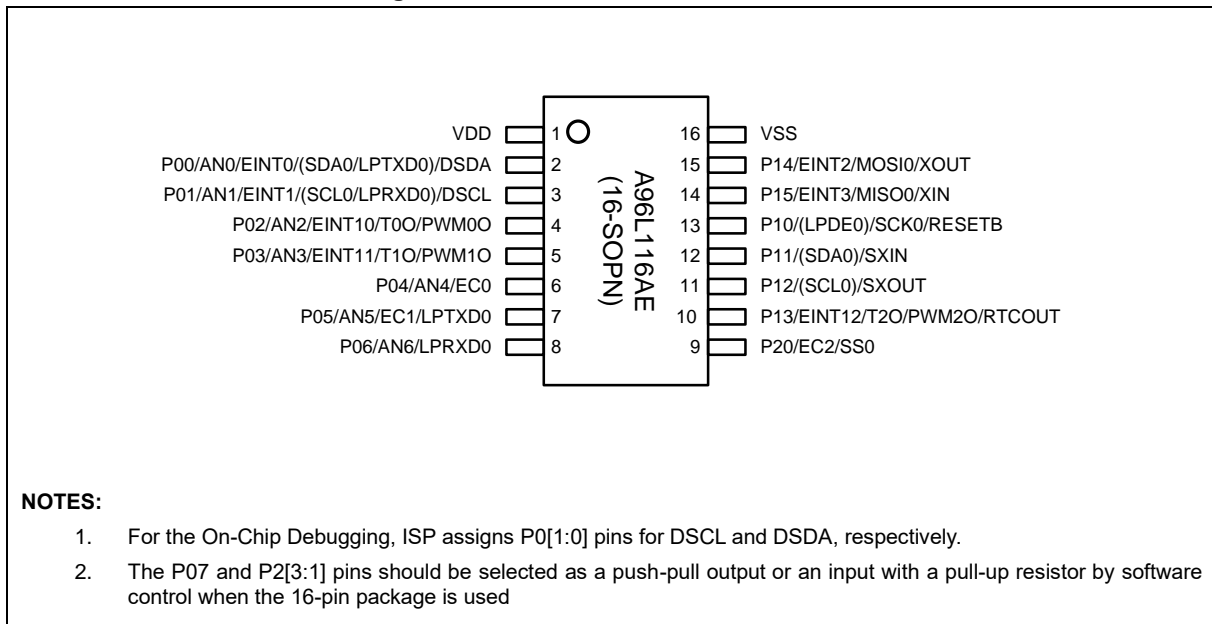 VDD 1 16 VSS
P00/AN0/EINT0/(SDA0/LPTXD0)/DSDA 2 15 P14/EINT2/MOSI0/XOUT
P01/AN1/EINT1/(SCL0/LPRXD0)/DSCL 3 14 P15/EINT3/MISO0/XIN
P02/AN2/EINT10/T0O/PWM0O 4 13 P10/(LPDE0)/SCK0/RESETB
P03/AN3/EINT11/T1O/PWM1O 5 12 P11/(SDA0)/SXIN
P04/AN4/EC0 6 11 P12/(SCL0)/SXOUT
P05/AN5/EC1/LPTXD0 7 10 P13/EINT12/T2O/PWM2O/RTCOUT
P06/AN6/LPRXD0 8 9 P20/EC2/SS0
A96L116AE
(16-SOPN)
NOTES:
1. For the On-Chip Debugging, ISP assigns P0[1:0] pins for DSCL and DSDA, respectively.
2. The P07 and P2[3:1] pins should be selected as a push-pull output or an input with a pull-up resistor by software
control when the 16-pin package is used